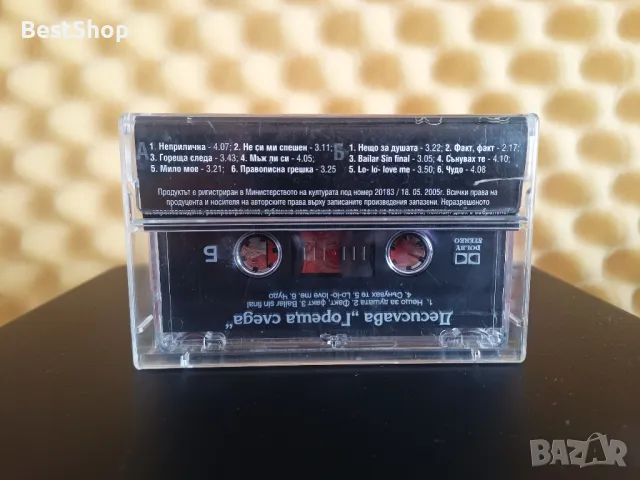 BestShop
А
1. Неприлична - 4.07; 2. Не си ми спешен - 3.11;
3. Гореща следа - 3.43; 4. Мъж ли си - 4.05;
5. Мило мое - 3.21; 6. Правописна грешка - 3.25
Б
1. Нещо за душата - 3.22; 2. Факт, факт - 2.17;
3. Bailar Sin final - 3.05; 4. Сънувах те - 4.10;
5. Lo- lo- love me - 3.50; 6. Чудо - 4.08
Продуктът е ригистриран в Министерството на културата под номер 20183 / 18. 05. 2005г. Всички права на
продуцента и носителя на авторските права върху записаните произведения запазени. Неразрешеното
Б
DOLBY
STEREO
Десислава „Гореща следа“
1. Нещо за душата 2. Факт, факт 3. Bailar sin final
4. Сънувах те 5. Lo-lo- love me 6. Чудо
BAZAR